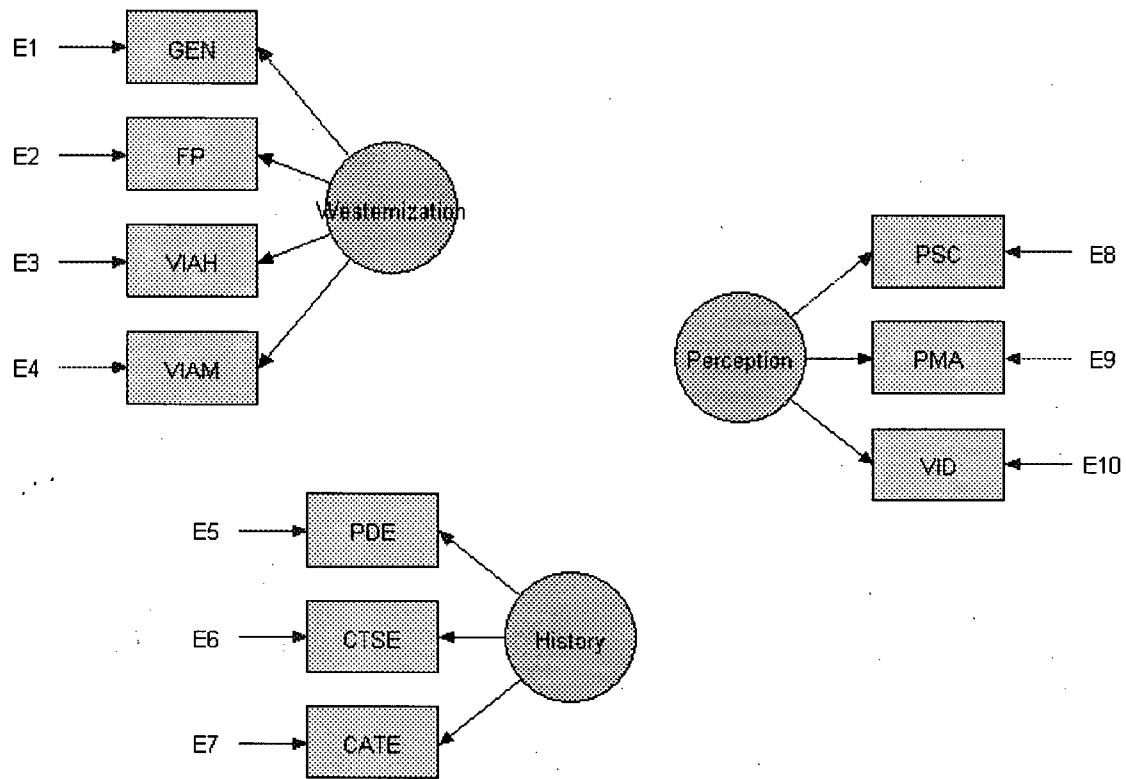 E1 GEN
E2 FP
Westernization
E3 VIAH
E4 VIAM
PSC E8
Perception PMA E9
VID E10
E5 PDE
E6 CTSE History
E7 CATE